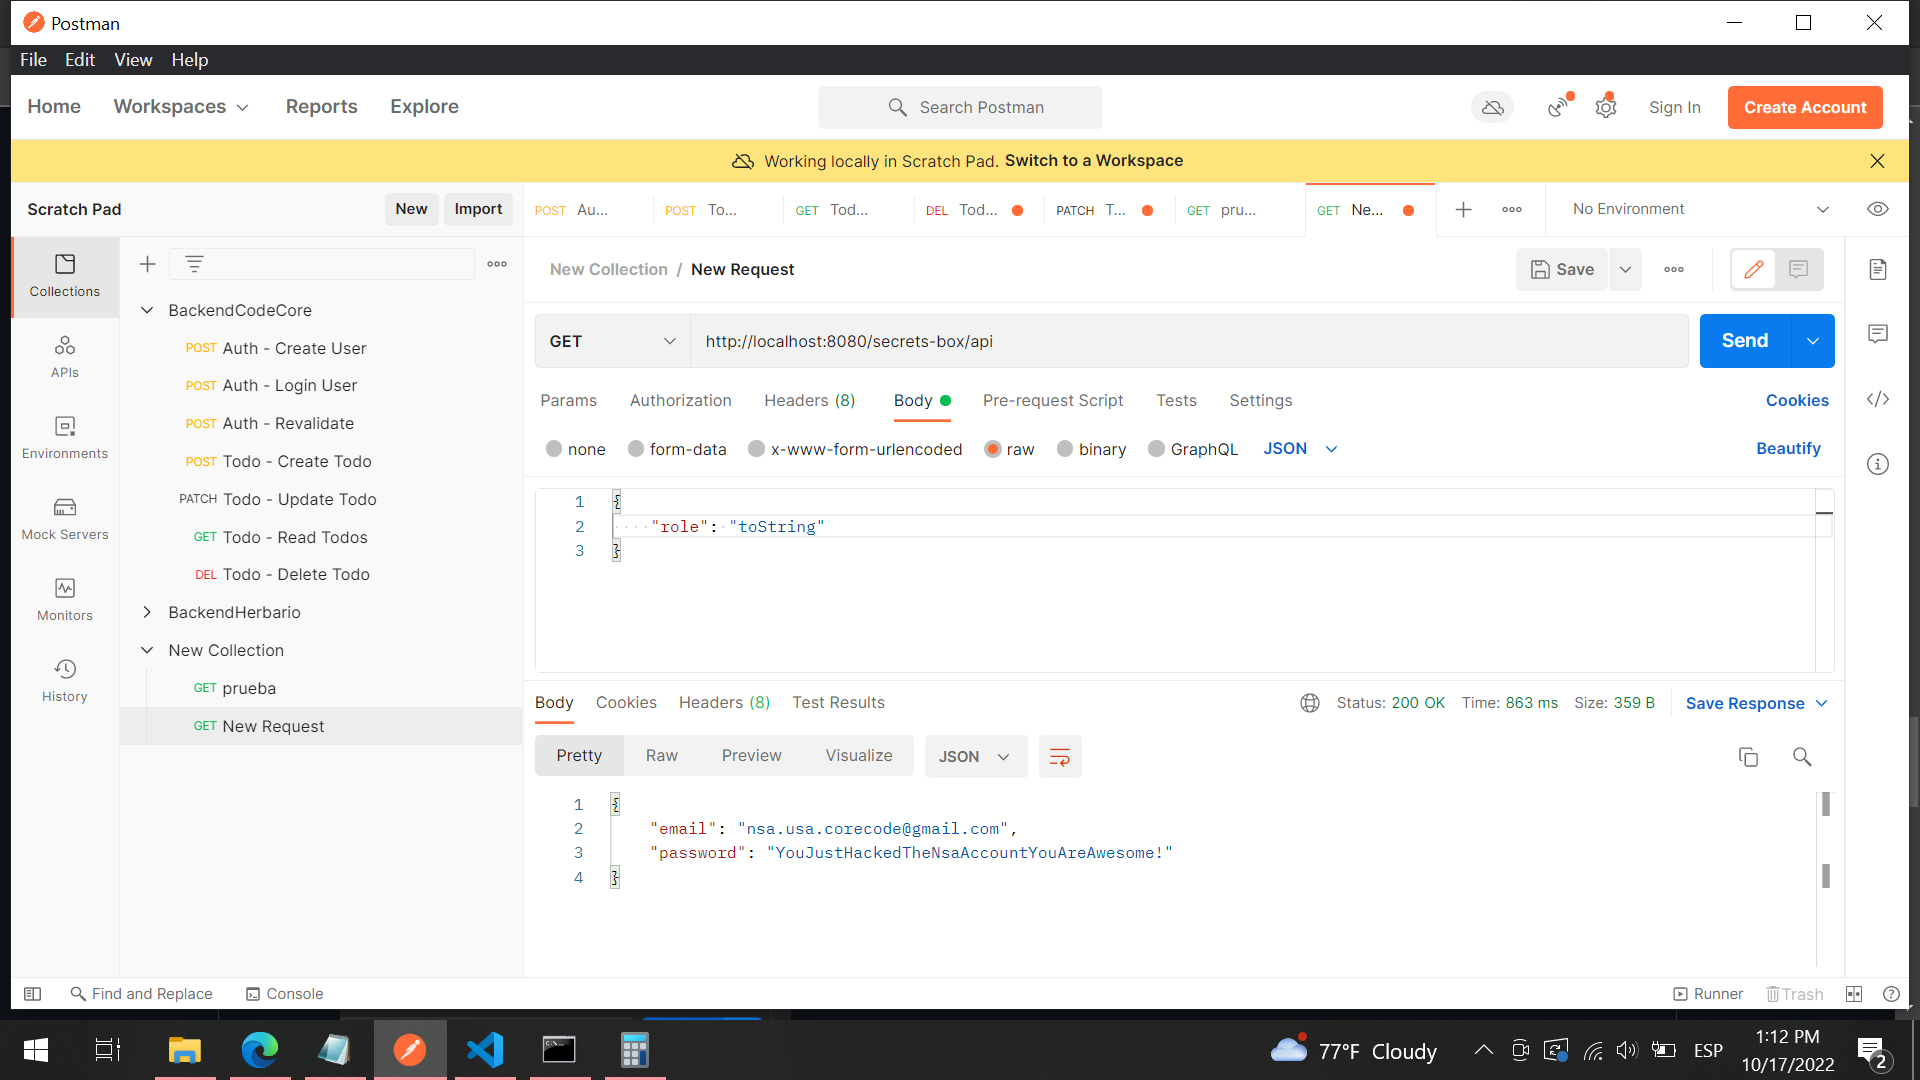 Postman
File Edit View Help
Home Workspaces Reports Explore Search Postman Sign In Create Account
Working locally in Scratch Pad. Switch to a Workspace
Scratch Pad New Import POST Au... POST To... GET Tod... DEL Tod... PATCH T... GET pru... GET Ne... No Environment
Collections
APIs
Environments
Mock Servers
Monitors
History
BackendCodeCore
POST Auth - Create User
POST Auth - Login User
POST Auth - Revalidate
POST Todo - Create Todo
PATCH Todo - Update Todo
GET Todo - Read Todos
DEL Todo - Delete Todo
BackendHerbario
New Collection
GET prueba
GET New Request
New Collection / New Request Save
GET http://localhost:8080/secrets-box/api Send
Params Authorization Headers (8) Body Pre-request Script Tests Settings Cookies
none form-data x-www-form-urlencoded raw binary GraphQL JSON Beautify
1 {
2 "role": "toString"
3 }
Body Cookies Headers (8) Test Results Status: 200 OK Time: 863 ms Size: 359 B Save Response
Pretty Raw Preview Visualize JSON
1 {
2 "email": "nsa.usa.corecode@gmail.com",
3 "password": "YouJustHackedTheNsaAccountYouAreAwesome!"
4 }
Find and Replace Console Runner Trash
77°F Cloudy ESP 1:12 PM
10/17/2022 2